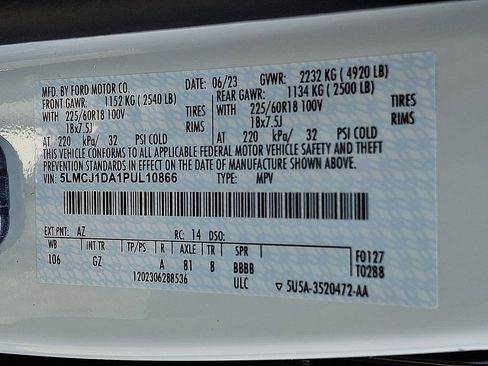 MFD. BY FORD MOTOR CO. 06/23 GVWR: 2232 KG (4920 LB)
FRONT GAWR: 1152 KG (2540 LB) REAR GAWR: 1134 KG (2500 LB)
WITH 225/60R18 100V TIRES WITH 225/60R18 100V TIRES
18x7.5J RIMS 18x7.5J RIMS
AT 220 kPa/ 32 PSI COLD AT 220 kPa/ 32 PSI COLD
THIS VEHICLE CONFORMS TO ALL APPLICABLE FEDERAL MOTOR VEHICLE SAFETY AND THEFT
PREVENTION STANDARDS IN EFFECT ON THE DATE OF MANUFACTURE SHOWN ABOVE.
VIN: 5LMCJ1DA1PUL10866 TYPE: MPV
EXT PNT: AZ RC: 14 DSO:
WB INT TR TP/PS R AXLE TR SPR F0127
106 GZ A 81 8 BBBB T0288
1202306288536 ULC 5U5A-3520472-AA